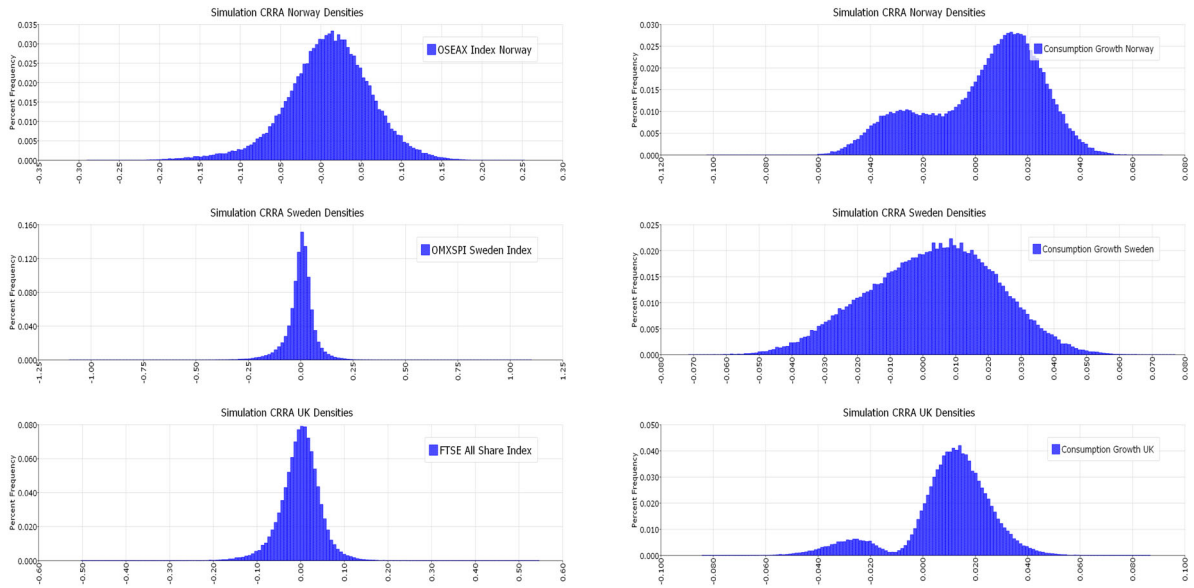 Simulation CRRA Norway Densities
Percent Frequency
0.035
0.030
0.025
0.020
0.015
0.010
0.005
0.000
OSEAX Index Norway
-0.35 -0.30 -0.25 -0.20 -0.15 -0.10 -0.05 -0.00 0.05 0.10 0.15 0.20 0.25 0.30
Simulation CRRA Norway Densities
Percent Frequency
0.030
0.025
0.020
0.015
0.010
0.005
0.000
Consumption Growth Norway
-0.120 -0.100 -0.080 -0.060 -0.040 -0.020 0.000 0.020 0.040 0.060 0.080
Simulation CRRA Sweden Densities
Percent Frequency
0.160
0.120
0.080
0.040
0.000
OMXSPI Sweden Index
-1.25 -1.00 -0.75 -0.50 -0.25 0.00 0.25 0.50 0.75 1.00 1.25
Simulation CRRA Sweden Densities
Percent Frequency
0.025
0.020
0.015
0.010
0.005
0.000
Consumption Growth Sweden
-0.080 -0.070 -0.060 -0.050 -0.040 -0.030 -0.020 -0.010 0.000 0.010 0.020 0.030 0.040 0.050 0.060 0.070 0.080
Simulation CRRA UK Densities
Percent Frequency
0.080
0.060
0.040
0.020
0.000
FTSE All Share Index
-0.60 -0.50 -0.40 -0.30 -0.20 -0.10 0.00 0.10 0.20 0.30 0.40 0.50 0.60
Simulation CRRA UK Densities
Percent Frequency
0.050
0.040
0.030
0.020
0.010
0.000
Consumption Growth UK
-0.100 -0.080 -0.060 -0.040 -0.020 0.000 0.020 0.040 0.060 0.080 0.100